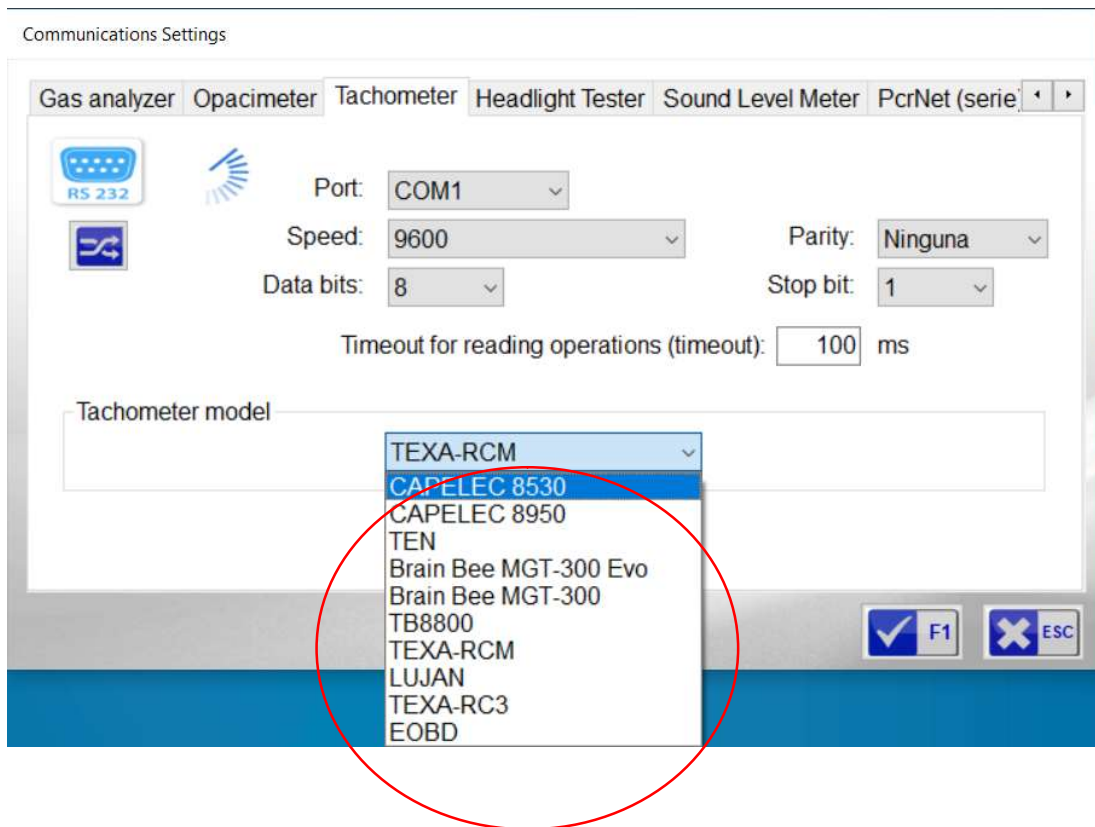 Communications Settings
Gas analyzer Opacimeter Tachometer Headlight Tester Sound Level Meter PcrNet (serie)
RS 232
Port: COM1
Speed: 9600 Parity: Ninguna
Data bits: 8 Stop bit: 1
Timeout for reading operations (timeout): 100 ms
Tachometer model
TEXA-RCM
CAPELEC 8530
CAPELEC 8950
TEN
Brain Bee MGT-300 Evo
Brain Bee MGT-300
TB8800
TEXA-RCM
LUJAN
TEXA-RC3
EOBD
F1 ESC